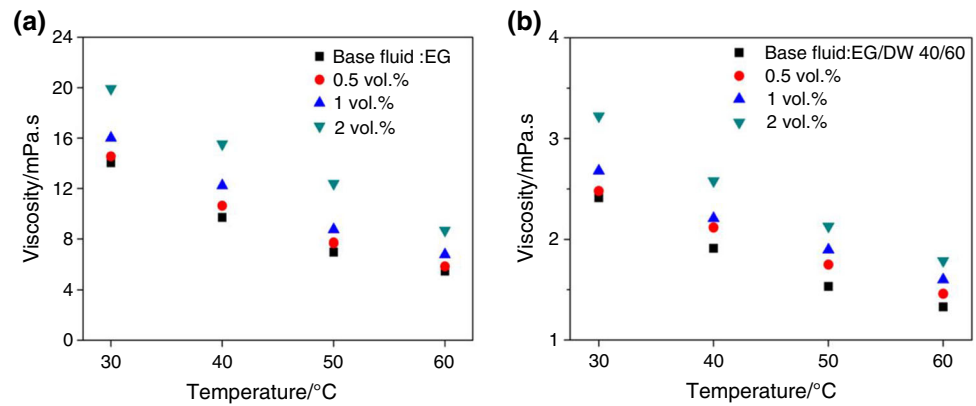 (a)
24
20
16
12
8
4
0
Viscosity/mPa.s
Base fluid :EG
0.5 vol.%
1 vol.%
2 vol.%
30 40 50 60
Temperature/°C
(b)
4
3
2
1
Viscosity/mPa.s
Base fluid:EG/DW 40/60
0.5 vol.%
1 vol.%
2 vol.%
30 40 50 60
Temperature/°C